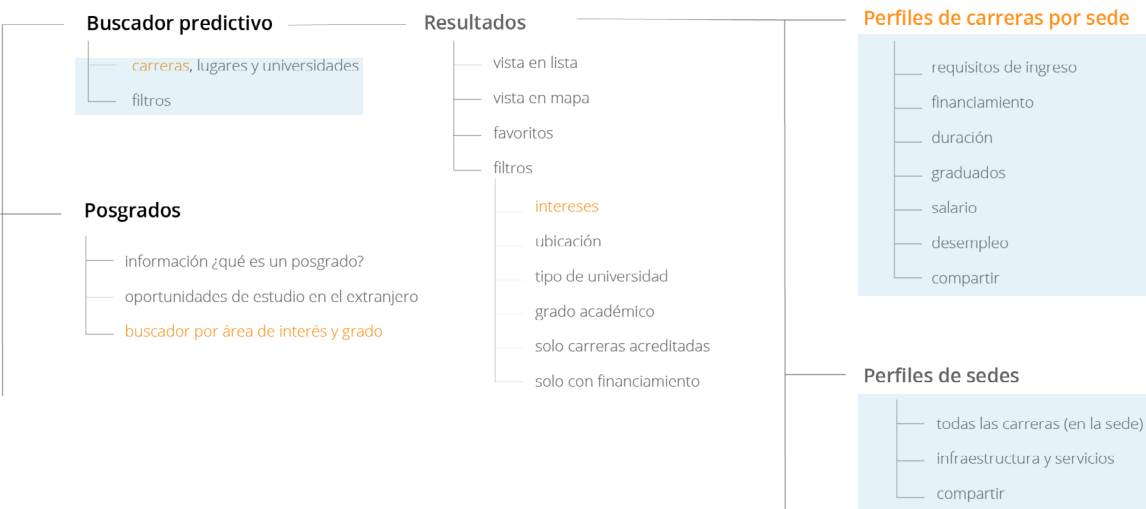 Buscador predictivo
carreras, lugares y universidades
filtros
Posgrados
información ¿qué es un posgrado?
oportunidades de estudio en el extranjero
buscador por área de interés y grado
Resultados
vista en lista
vista en mapa
favoritos
filtros
intereses
ubicación
tipo de universidad
grado académico
solo carreras acreditadas
solo con financiamiento
Perfiles de carreras por sede
requisitos de ingreso
financiamiento
duración
graduados
salario
desempleo
compartir
Perfiles de sedes
todas las carreras (en la sede)
infraestructura y servicios
compartir